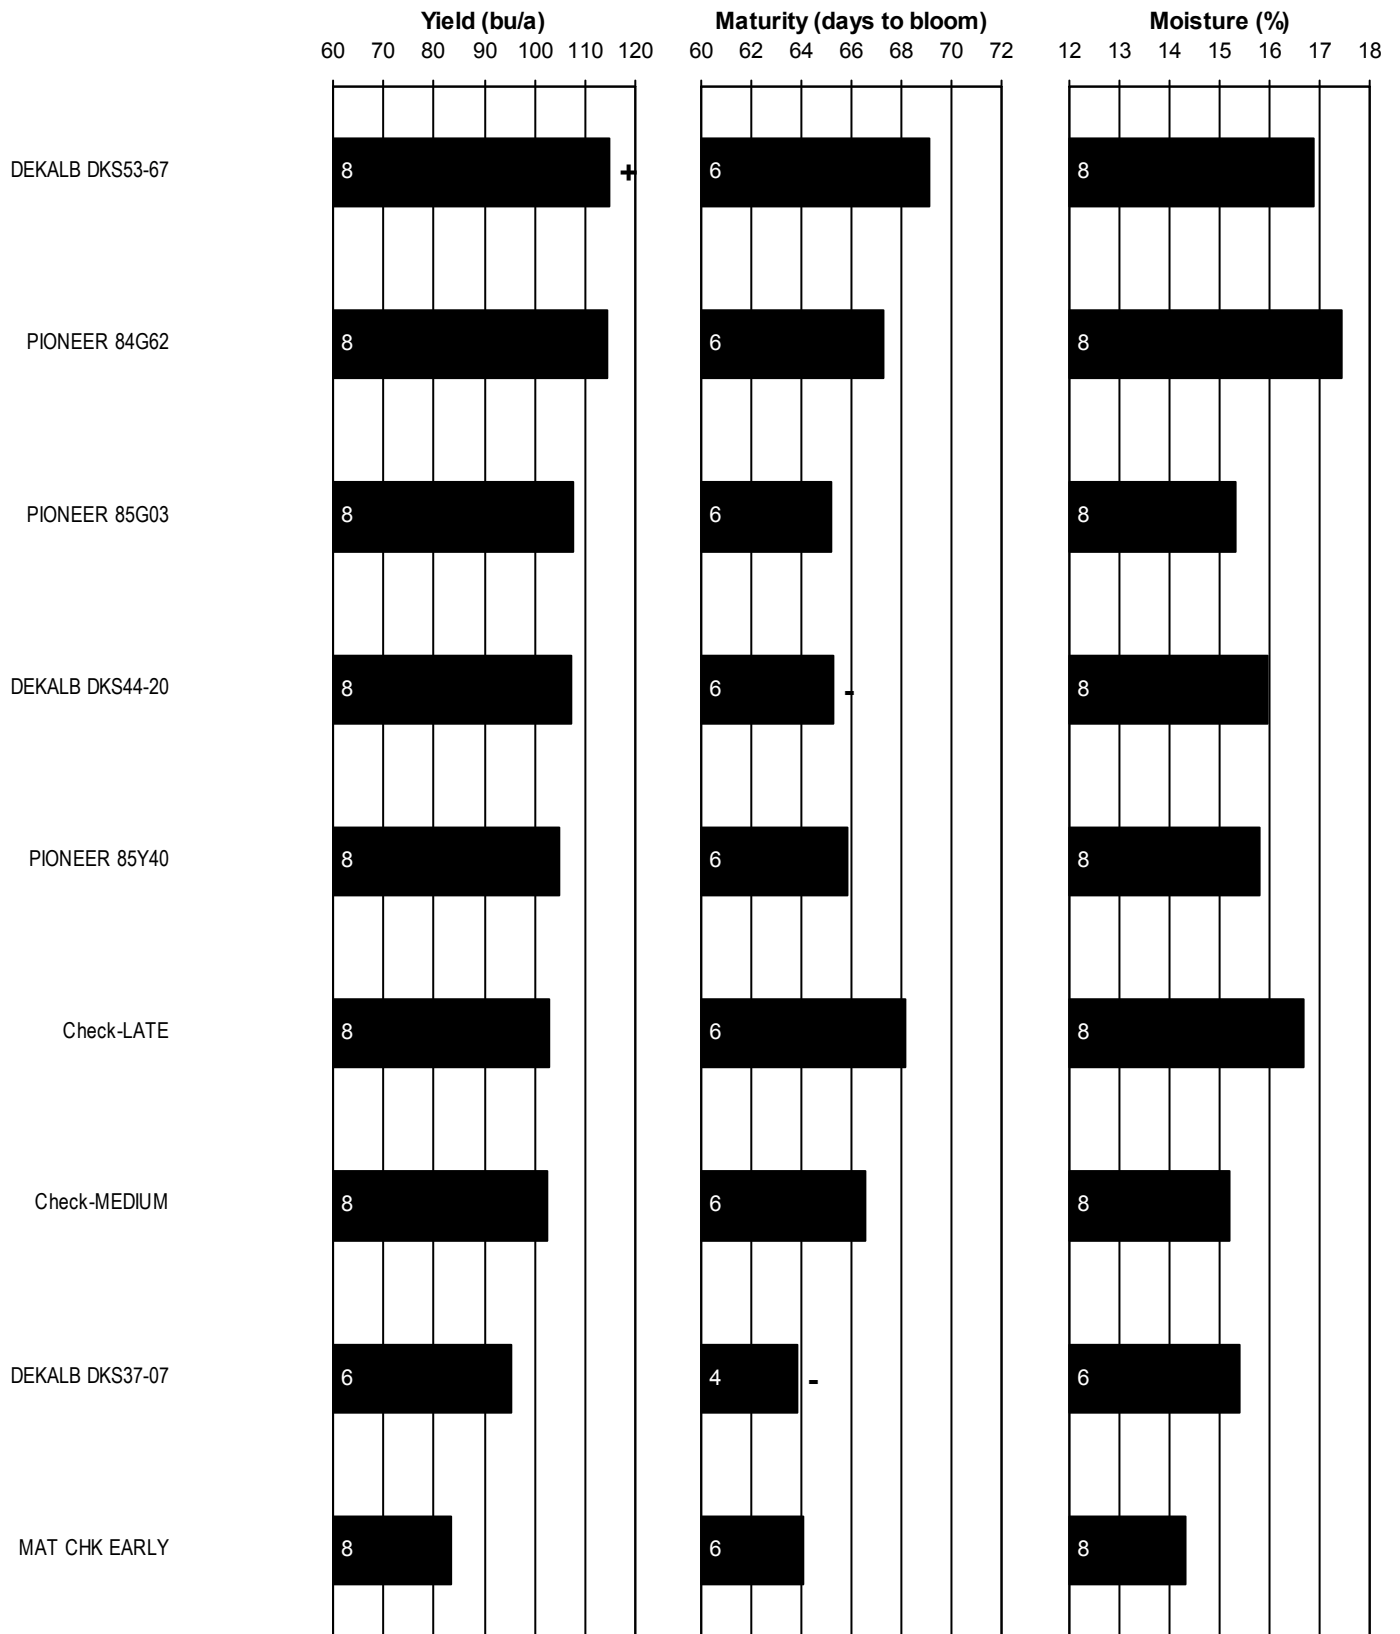 Yield (bu/a) Maturity (days to bloom) Moisture (%)
60 70 80 90 100 110 120 60 62 64 66 68 70 72 12 13 14 15 16 17 18
DEKALB DKS53-67 8 + 6 8
PIONEER 84G62 8 6 8
PIONEER 85G03 8 6 8
DEKALB DKS44-20 8 6 - 8
PIONEER 85Y40 8 6 8
Check-LATE 8 6 8
Check-MEDIUM 8 6 8
DEKALB DKS37-07 6 4 - 6
MAT CHK EARLY 8 6 8